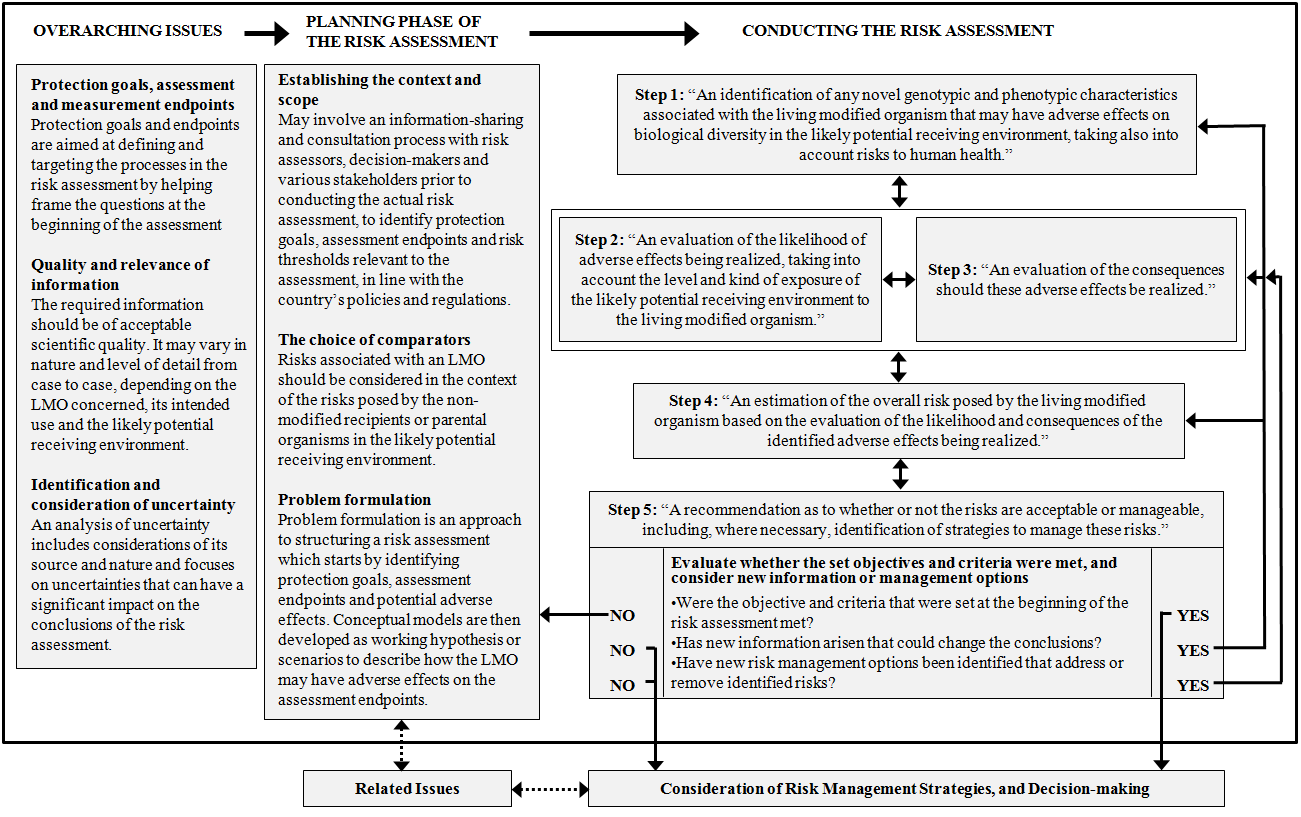 OVERARCHING ISSUES
PLANNING PHASE OF
THE RISK ASSESSMENT
CONDUCTING THE RISK ASSESSMENT
Protection goals, assessment
and measurement endpoints
Protection goals and endpoints
are aimed at defining and
targeting the processes in the
risk assessment by helping
frame the questions at the
beginning of the assessment
Quality and relevance of
information
The required information
should be of acceptable
scientific quality. It may vary in
nature and level of detail from
case to case, depending on the
LMO concerned, its intended
use and the likely potential
receiving environment.
Identification and
consideration of uncertainty
An analysis of uncertainty
includes considerations of its
source and nature and focuses
on uncertainties that can have a
significant impact on the
conclusions of the risk
assessment.
Establishing the context and
scope
May involve an information-sharing
and consultation process with risk
assessors, decision-makers and
various stakeholders prior to
conducting the actual risk
assessment, to identify protection
goals, assessment endpoints and risk
thresholds relevant to the
assessment, in line with the
country’s policies and regulations.
The choice of comparators
Risks associated with an LMO
should be considered in the context
of the risks posed by the non-
modified recipients or parental
organisms in the likely potential
receiving environment.
Problem formulation
Problem formulation is an approach
to structuring a risk assessment
which starts by identifying
protection goals, assessment
endpoints and potential adverse
effects. Conceptual models are then
developed as working hypothesis or
scenarios to describe how the LMO
may have adverse effects on the
assessment endpoints.
Step 1: “An identification of any novel genotypic and phenotypic characteristics
associated with the living modified organism that may have adverse effects on
biological diversity in the likely potential receiving environment, taking also into
account risks to human health.”
Step 2: “An evaluation of the likelihood of
adverse effects being realized, taking into
account the level and kind of exposure of
the likely potential receiving environment to
the living modified organism.”
Step 3: “An evaluation of the consequences
should these adverse effects be realized.”
Step 4: “An estimation of the overall risk posed by the living modified
organism based on the evaluation of the likelihood and consequences of the
identified adverse effects being realized.”
Step 5: “A recommendation as to whether or not the risks are acceptable or manageable,
including, where necessary, identification of strategies to manage these risks.”
Evaluate whether the set objectives and criteria were met, and
consider new information or management options
•Were the objective and criteria that were set at the beginning of the
risk assessment met?
•Has new information arisen that could change the conclusions?
•Have new risk management options been identified that address or
remove identified risks?
NO
NO
NO
YES
YES
YES
Related Issues
Consideration of Risk Management Strategies, and Decision-making